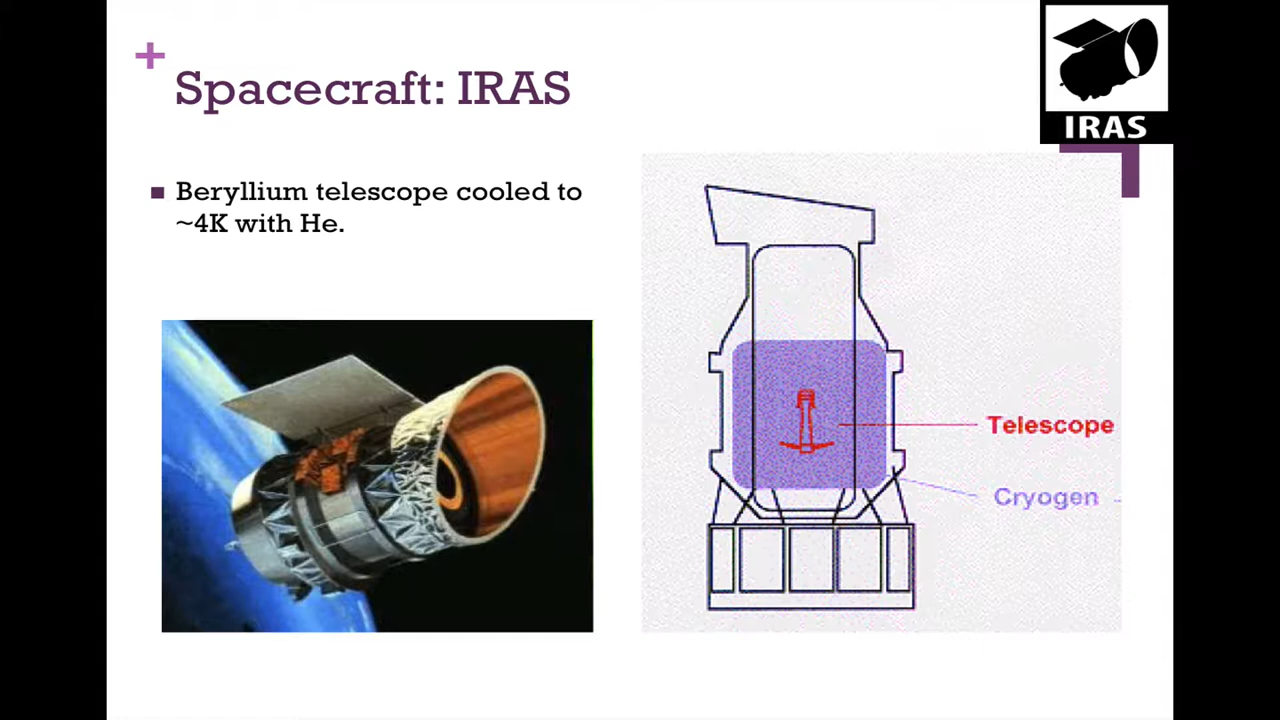 +
Spacecraft: IRAS
IRAS
Beryllium telescope cooled to
~4K with He.
Telescope
Cryogen